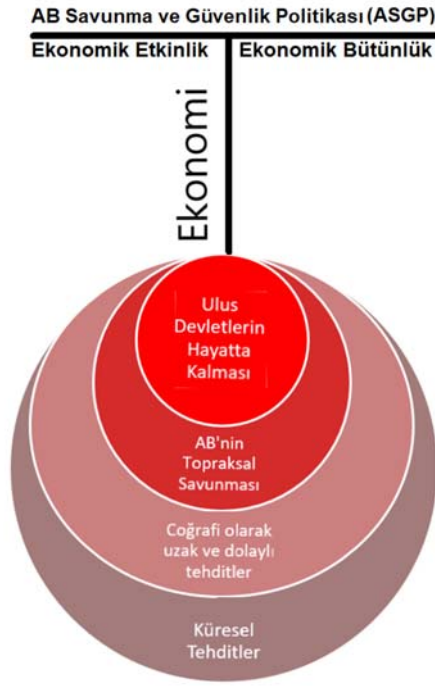 AB Savunma ve Güvenlik Politikası (ASGP)
Ekonomik Etkinlik
Ekonomik Bütünlük
Ekonomi
Ulus
Devletlerin
Hayatta
Kalması
AB'nin
Topraksal
Savunması
Coğrafi olarak
uzak ve dolaylı
tehditler
Küresel
Tehditler